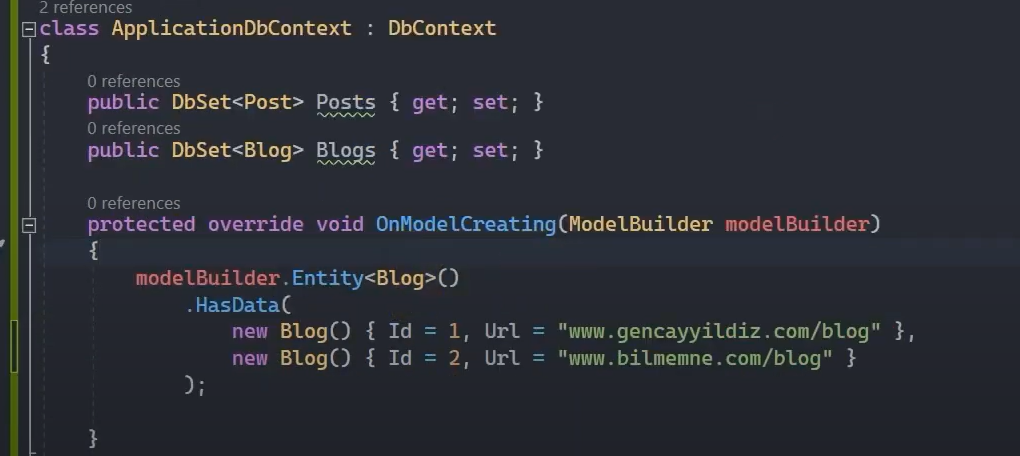 2 references
class ApplicationDbContext : DbContext
{
0 references
public DbSet<Post> Posts { get; set; }
0 references
public DbSet<Blog> Blogs { get; set; }
0 references
protected override void OnModelCreating(ModelBuilder modelBuilder)
{
modelBuilder.Entity<Blog>()
.HasData(
new Blog() { Id = 1, Url = "www.gencayyildiz.com/blog" },
new Blog() { Id = 2, Url = "www.bilmemne.com/blog" }
);
}